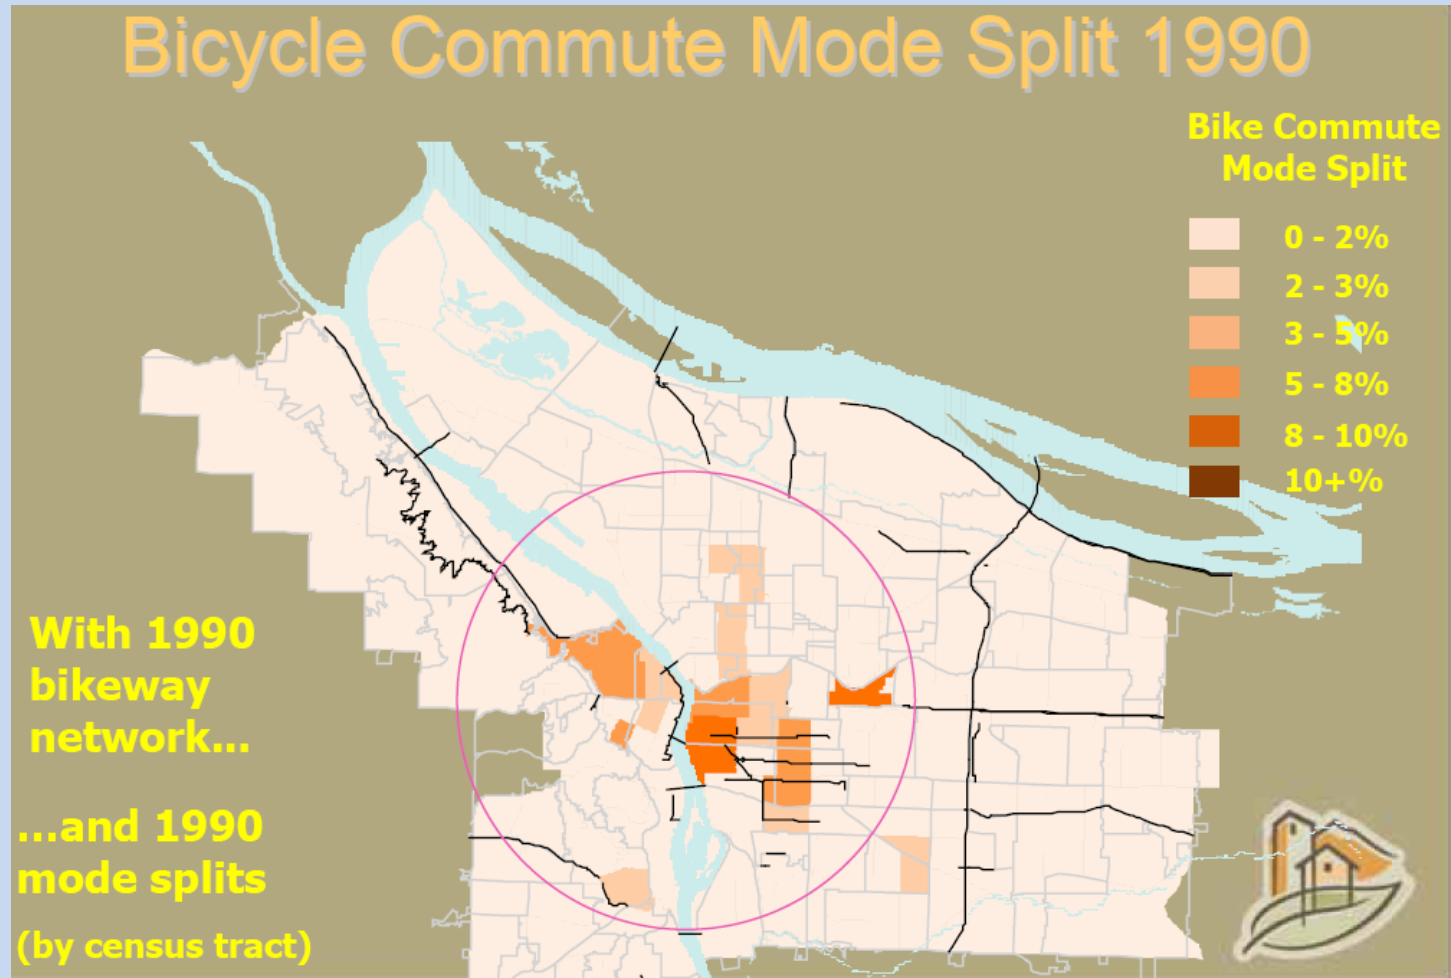 Bicycle Commute Mode Split 1990
Bike Commute
Mode Split
0 - 2%
2 - 3%
3 - 5%
5 - 8%
8 - 10%
10+%
With 1990
bikeway
network...
...and 1990
mode splits
(by census tract)